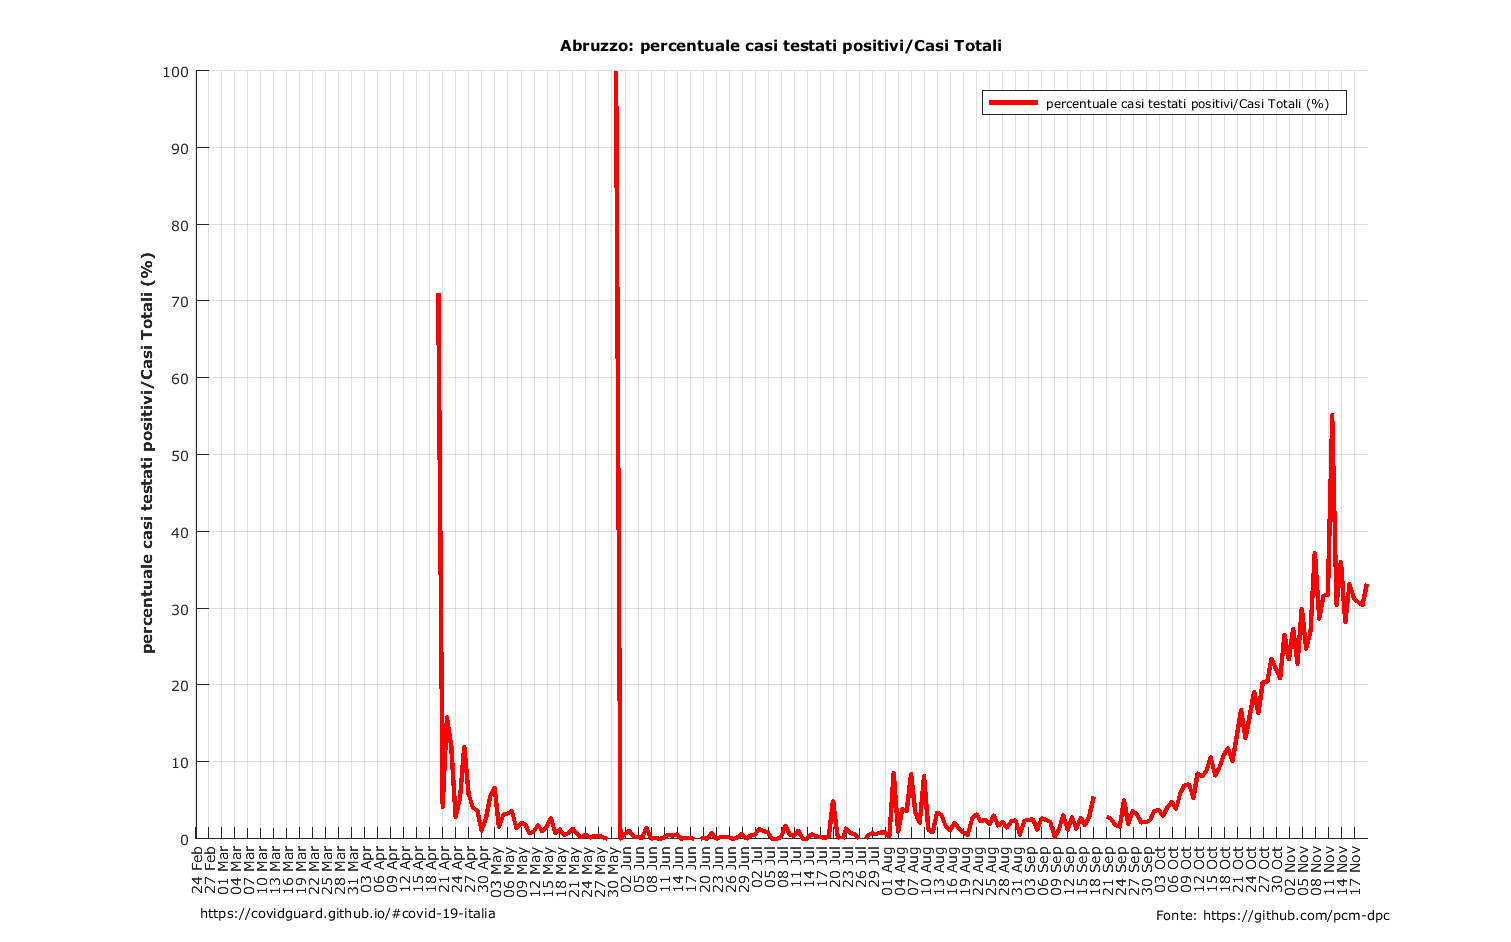 Abruzzo: percentuale casi testati positivi/Casi Totali
percentuale casi testati positivi/Casi Totali (%)
percentuale casi testati positivi/Casi Totali (%)
100
90
80
70
60
50
40
30
20
10
0
24 Feb
27 Feb
01 Mar
04 Mar
07 Mar
10 Mar
13 Mar
16 Mar
19 Mar
22 Mar
25 Mar
28 Mar
31 Mar
03 Apr
06 Apr
09 Apr
12 Apr
15 Apr
18 Apr
21 Apr
24 Apr
27 Apr
30 Apr
03 May
06 May
09 May
12 May
15 May
18 May
21 May
24 May
27 May
30 May
02 Jun
05 Jun
08 Jun
11 Jun
14 Jun
17 Jun
20 Jun
23 Jun
26 Jun
29 Jun
02 Jul
05 Jul
08 Jul
11 Jul
14 Jul
17 Jul
20 Jul
23 Jul
26 Jul
29 Jul
01 Aug
04 Aug
07 Aug
10 Aug
13 Aug
16 Aug
19 Aug
22 Aug
25 Aug
28 Aug
31 Aug
03 Sep
06 Sep
09 Sep
12 Sep
15 Sep
18 Sep
21 Sep
24 Sep
27 Sep
30 Sep
03 Oct
06 Oct
09 Oct
12 Oct
15 Oct
18 Oct
21 Oct
24 Oct
27 Oct
30 Oct
02 Nov
05 Nov
08 Nov
11 Nov
14 Nov
17 Nov
https://covidguard.github.io/#covid-19-italia
Fonte: https://github.com/pcm-dpc